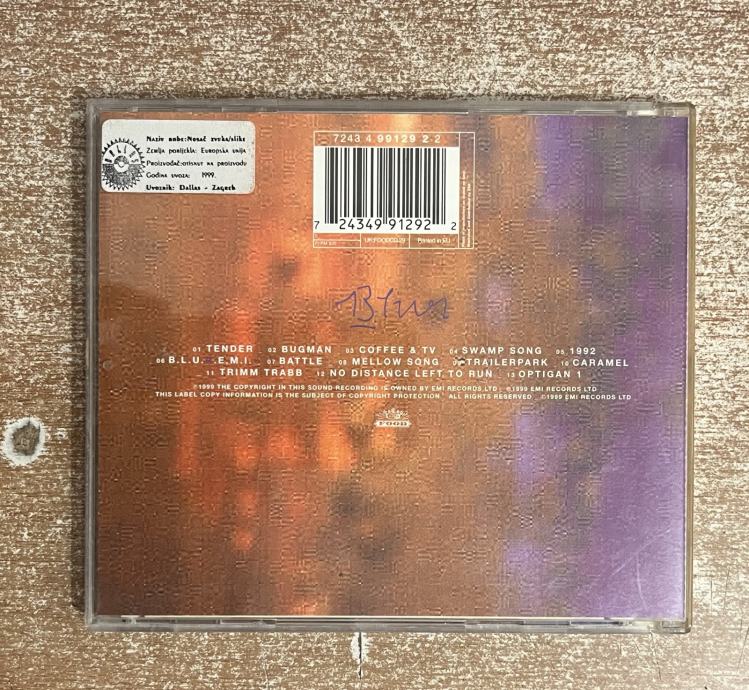 Naziv robe:Nosač zvuka/slike
Zemlja porijekla: Europska unija
Proizvođač:otisnut na proizvodu
Godina uvoza: 1999.
Uvoznik: Dallas - Zagreb
7243 4 99129 2 2
7 24349 91292 2
UK:FOODCD 29
Printed in EU
Blur
01 TENDER 02 BUGMAN 03 COFFEE & TV 04 SWAMP SONG 05 1992
06 B.L.U. .E.M.I. 07 BATTLE 08 MELLOW SONG 09 TRAILERPARK 10 CARAMEL
11 TRIMM TRABB 12 NO DISTANCE LEFT TO RUN 13 OPTIGAN 1
℗1999 THE COPYRIGHT IN THIS SOUND RECORDING IS OWNED BY EMI RECORDS LTD ©1999 EMI RECORDS LTD
THIS LABEL COPY INFORMATION IS THE SUBJECT OF COPYRIGHT PROTECTION ALL RIGHTS RESERVED ©1999 EMI RECORDS LTD
FOOD